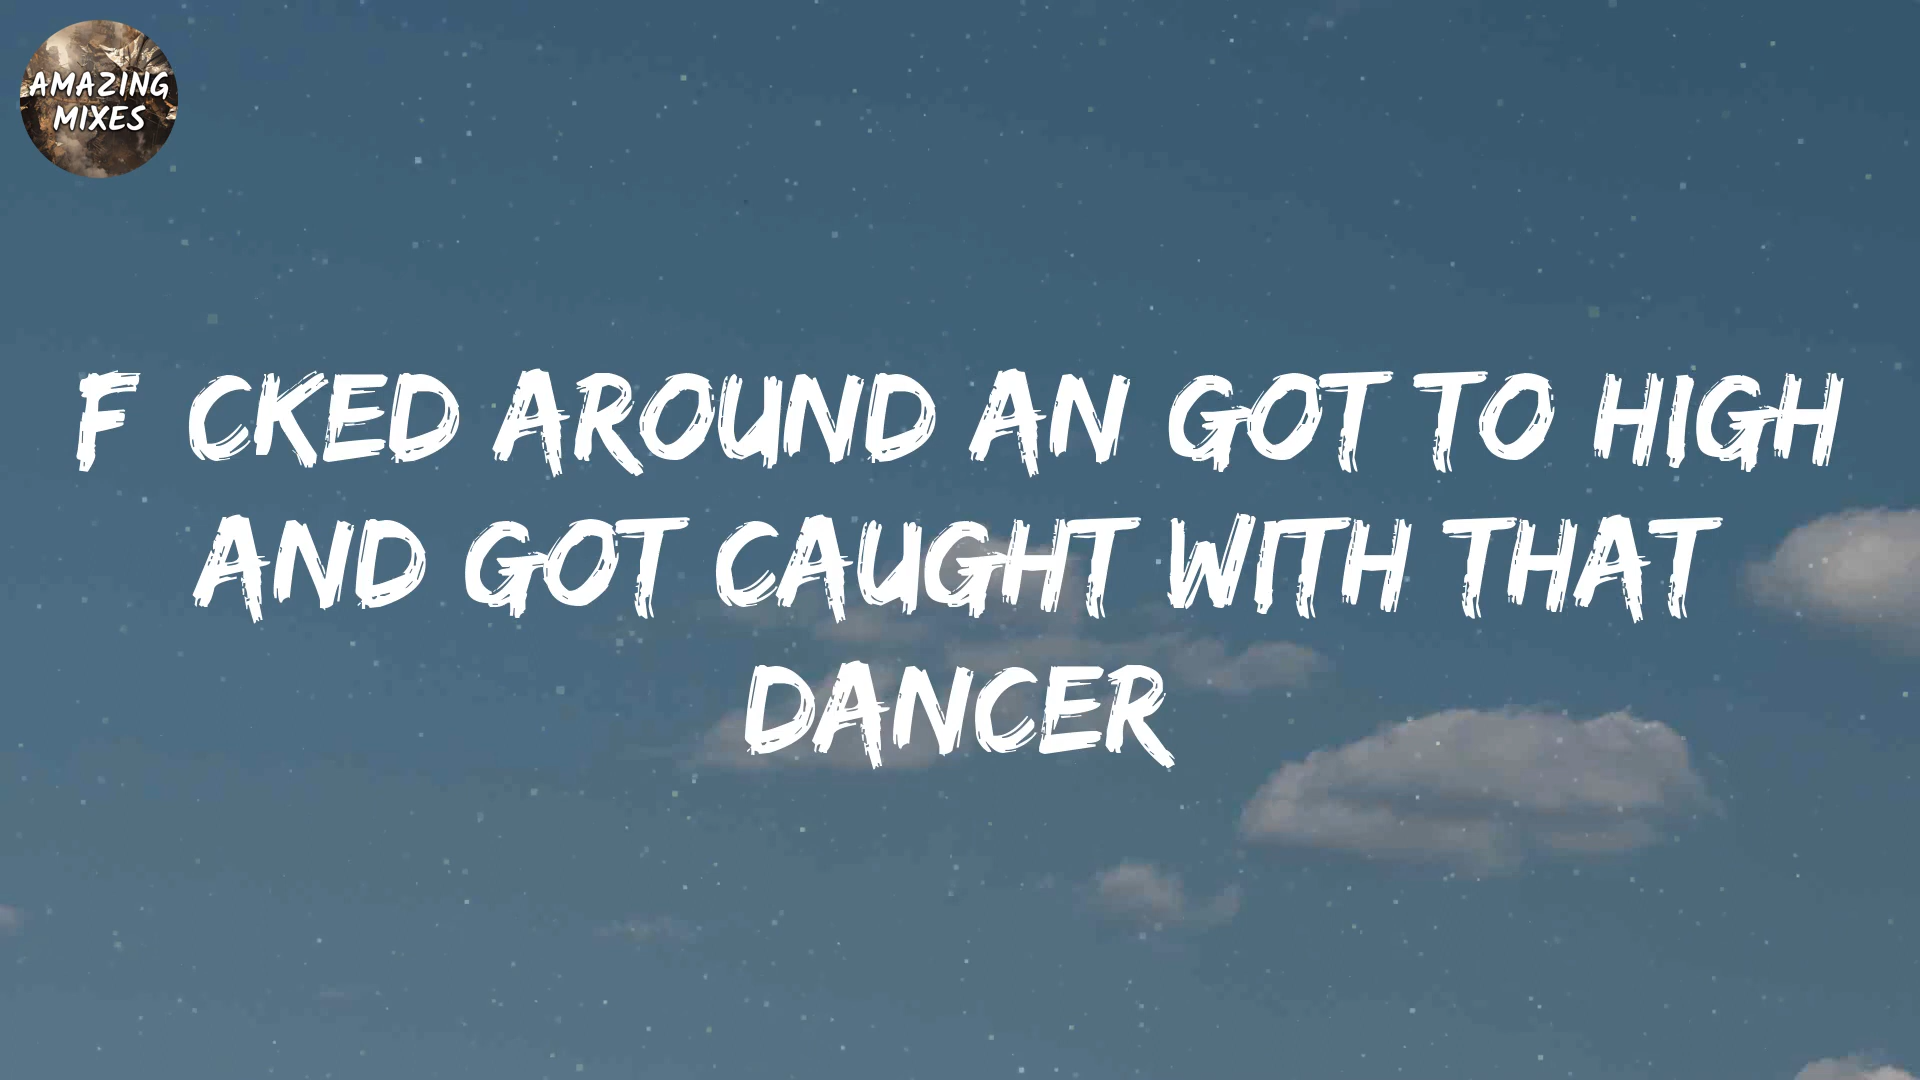 AMAZING
MIXES
F CKED AROUND AN GOT TO HIGH
AND GOT CAUGHT WITH THAT
DANCER